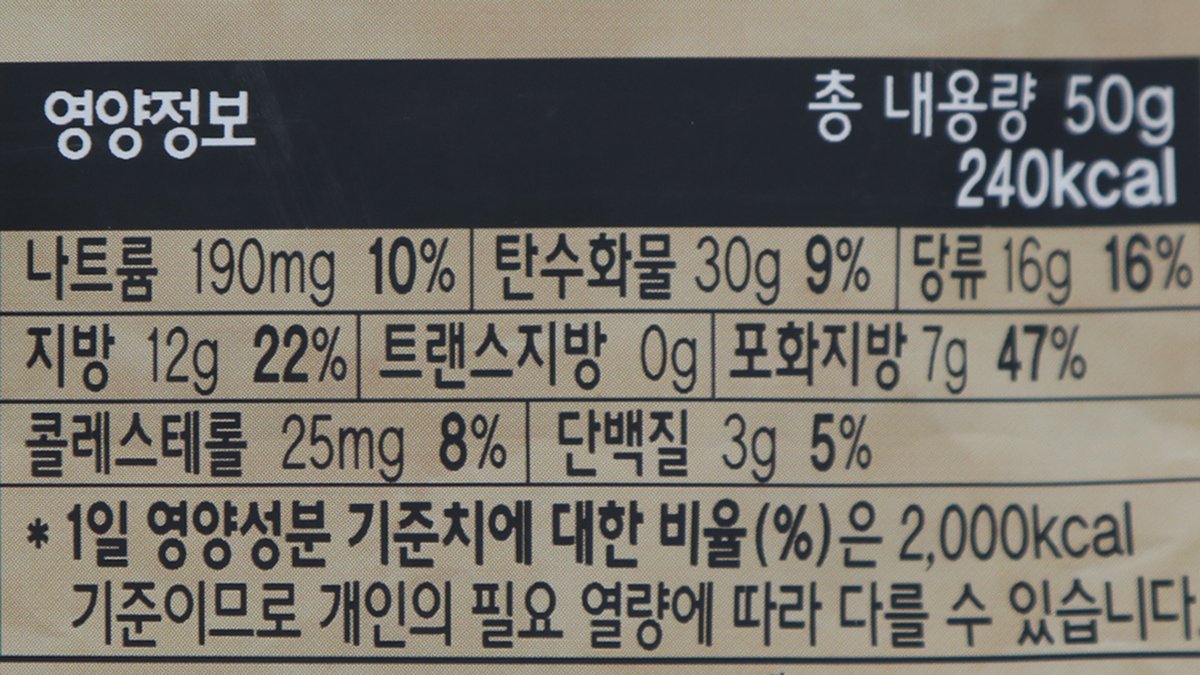 영양정보
총 내용량 50g
240kcal
나트륨 190mg 10% 탄수화물 30g 9% 당류 16g 16%
지방 12g 22% 트랜스지방 0g 포화지방 7g 47%
콜레스테롤 25mg 8% 단백질 3g 5%
* 1일 영양성분 기준치에 대한 비율(%)은 2,000kcal
기준이므로 개인의 필요 열량에 따라 다를 수 있습니다.